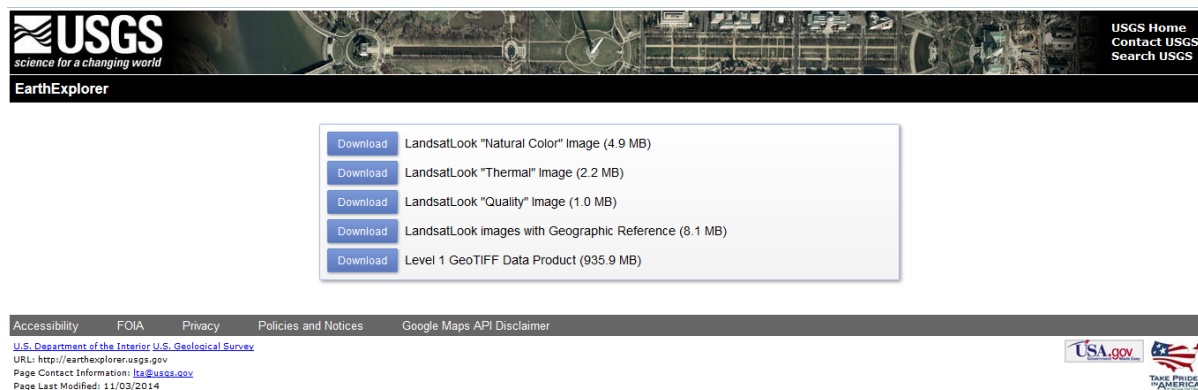 USGS
science for a changing world
USGS Home
Contact USGS
Search USGS
EarthExplorer
Download LandsatLook "Natural Color" Image (4.9 MB)
Download LandsatLook "Thermal" Image (2.2 MB)
Download LandsatLook "Quality" Image (1.0 MB)
Download LandsatLook images with Geographic Reference (8.1 MB)
Download Level 1 GeoTIFF Data Product (935.9 MB)
Accessibility FOIA Privacy Policies and Notices Google Maps API Disclaimer
U.S. Department of the Interior U.S. Geological Survey
URL: http://earthexplorer.usgs.gov
Page Contact Information: lta@usgs.gov
Page Last Modified: 11/03/2014
USA.gov
TAKE PRIDE
IN AMERICA